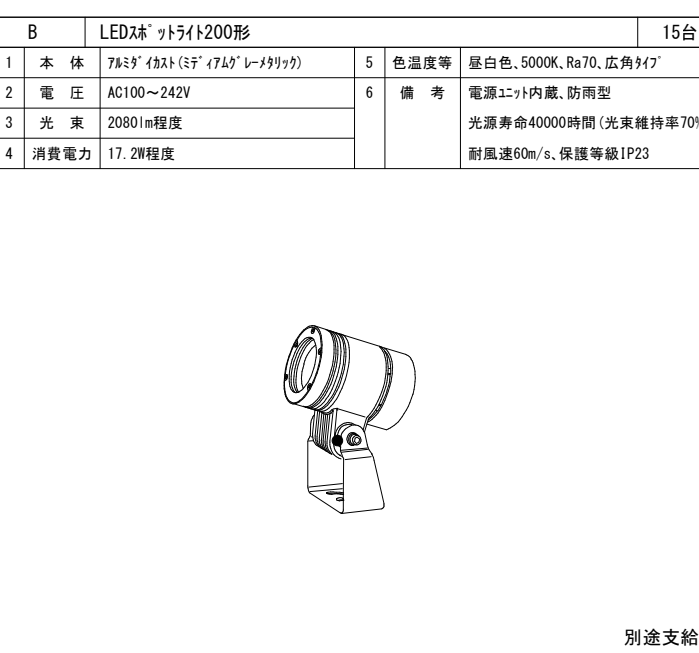 B LEDｽﾎﾟｯﾄﾗｲﾄ200形 15台
1 本 体 ｱﾙﾐﾀﾞｲｶｽﾄ(ﾐﾃﾞｨｱﾑｸﾞﾚｰﾒﾀﾘｯｸ) 5 色温度等 昼白色、5000K、Ra70、広角ﾀｲﾌﾟ
2 電 圧 AC100～242V 6 備 考 電源ﾕﾆｯﾄ内蔵、防雨型
3 光 束 2080lm程度 光源寿命40000時間(光束維持率70%
4 消費電力 17.2W程度 耐風速60m/s、保護等級IP23
別途支給